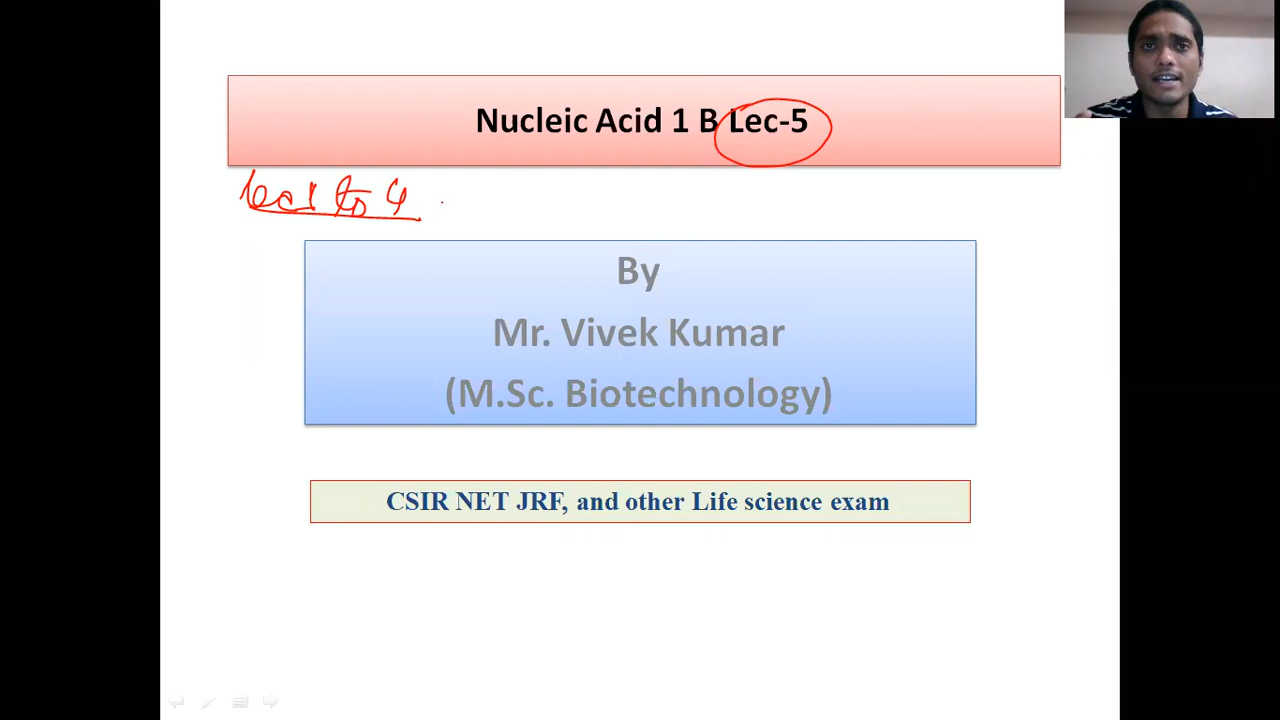 Nucleic Acid 1 B Lec-5
Lec1 to 4
By
Mr. Vivek Kumar
(M.Sc. Biotechnology)
CSIR NET JRF, and other Life science exam